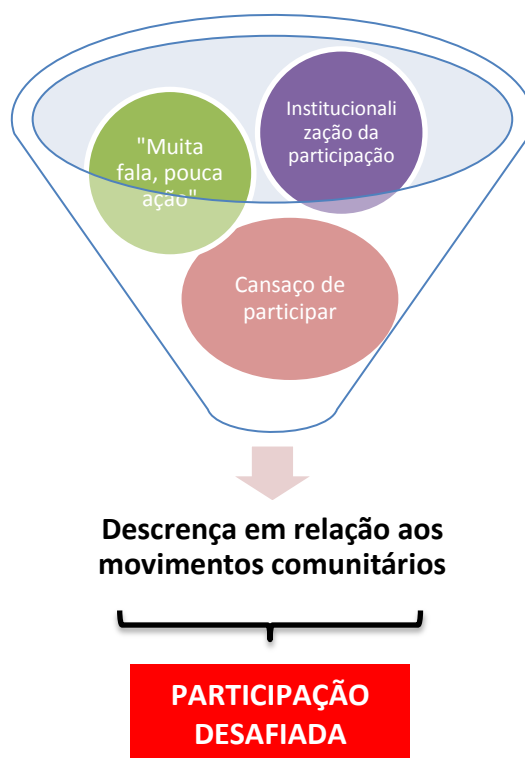 "Muita
fala, pouca
ação"
Institucionali
zação da
participação
Cansaço de
participar
Descrença em relação aos
movimentos comunitários
PARTICIPAÇÃO
DESAFIADA